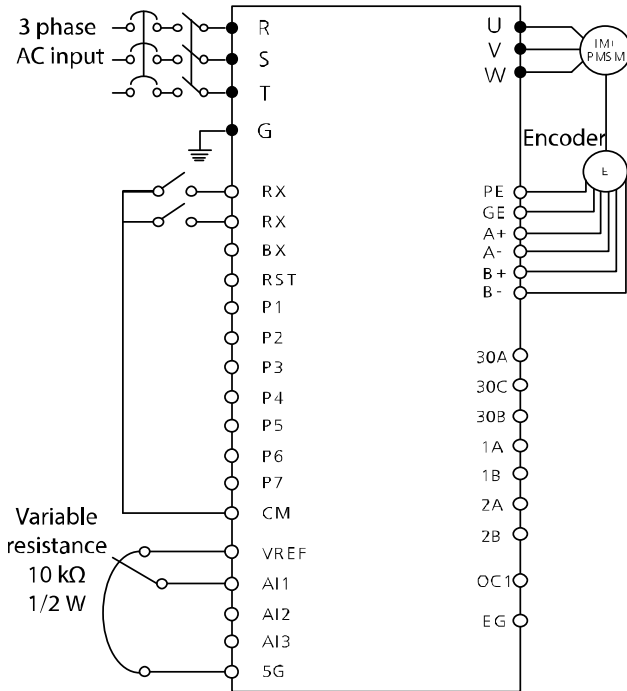 3 phase
AC input
R
S
T
G
RX
RX
BX
RST
P1
P2
P3
P4
P5
P6
P7
CM
VREF
AI1
AI2
AI3
5G
Variable
resistance
10 kΩ
1/2 W
U
V
W
PMSM
Encoder
E
PE
GE
A+
A-
B+
B-
30A
30C
30B
1A
1B
2A
2B
OC1
EG